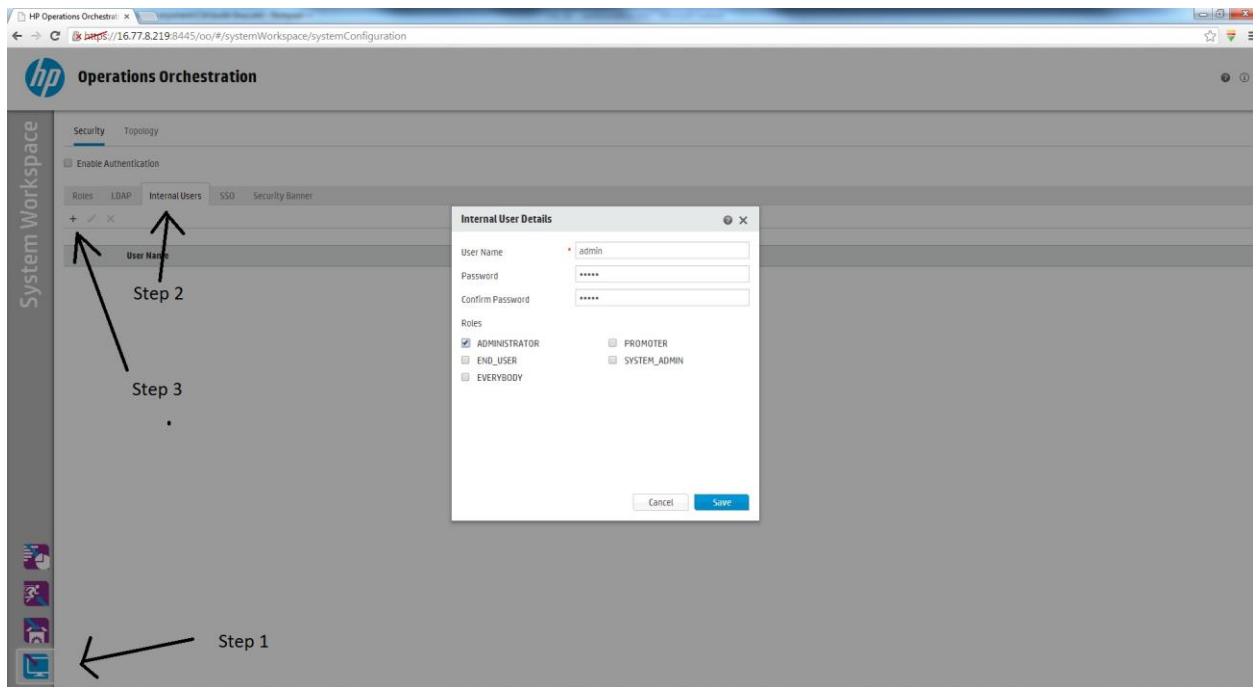 HP Operations Orchestrat
https://16.77.8.219:8445/oo/#/systemWorkspace/systemConfiguration
hp Operations Orchestration
System Workspace
Security Topology
Enable Authentication
Roles LDAP Internal Users SSO Security Banner
User Name
Step 2
Step 3
Step 1
Internal User Details
User Name * admin
Password •••••
Confirm Password •••••
Roles
ADMINISTRATOR PROMOTER
END_USER SYSTEM_ADMIN
EVERYBODY
Cancel Save